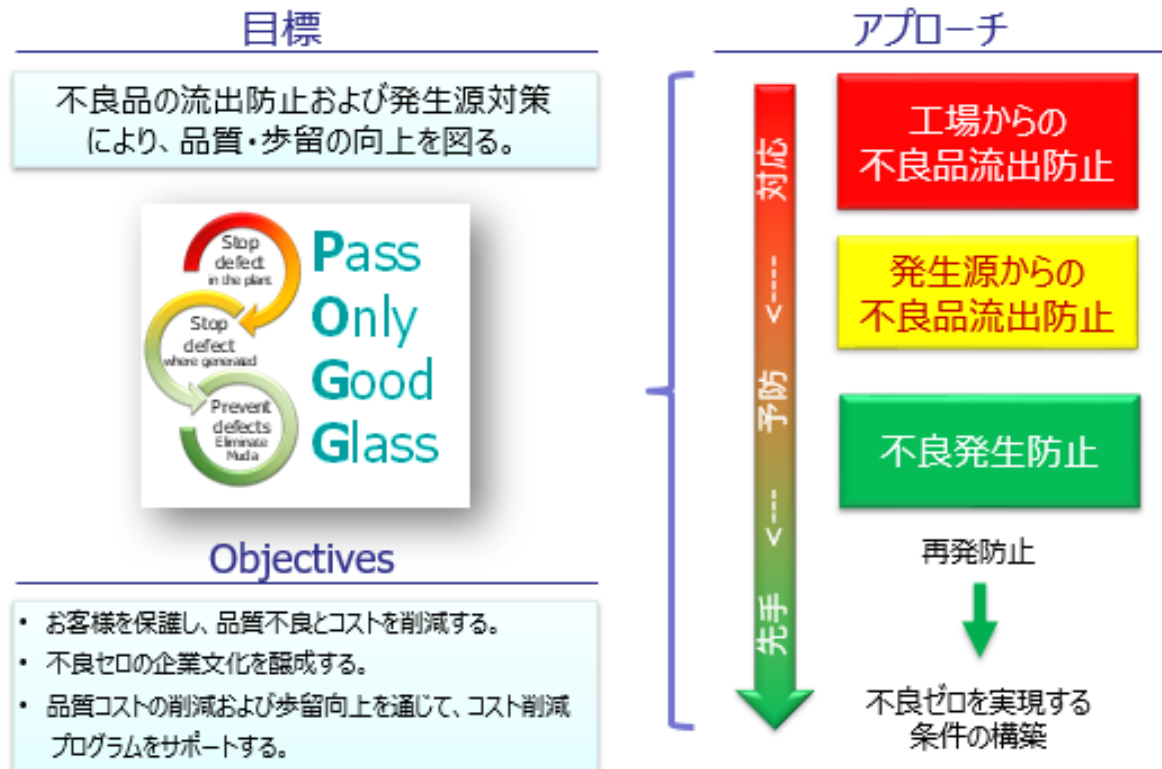 目標
不良品の流出防止および発生源対策
により、品質・歩留の向上を図る。
Stop
defect
in the plant
Stop
defect
where generated
Prevent
defects
Eliminate
Muda
Pass
Only
Good
Glass
Objectives
• お客様を保護し、品質不良とコストを削減する。
• 不良ゼロの企業文化を醸成する。
• 品質コストの削減および歩留向上を通じて、コスト削減
プログラムをサポートする。
アプローチ
対応 <---- 予防 <--- 先手
工場からの
不良品流出防止
発生源からの
不良品流出防止
不良発生防止
再発防止
不良ゼロを実現する
条件の構築